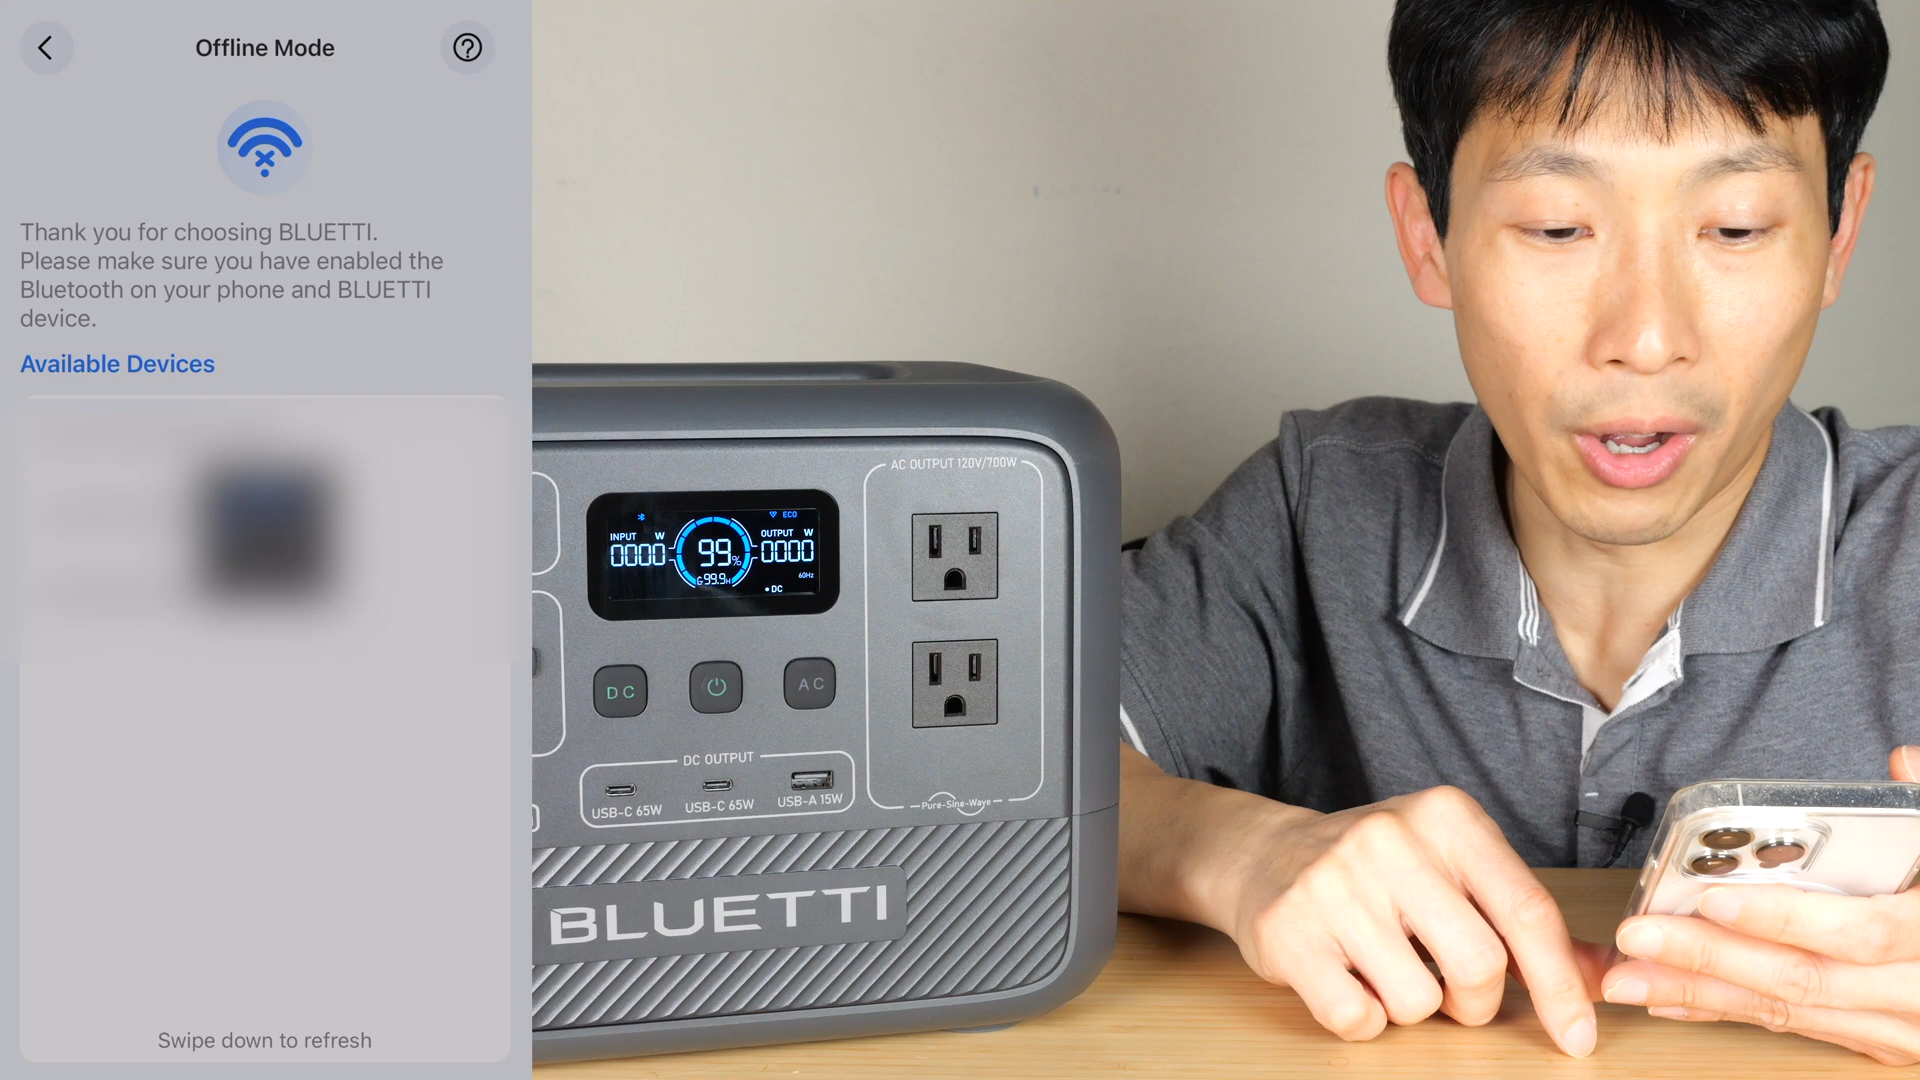 Offline Mode
Thank you for choosing BLUETTI.
Please make sure you have enabled the
Bluetooth on your phone and BLUETTI
device.
Available Devices
Swipe down to refresh
AC OUTPUT 120V/700W
ECO
INPUT W
OUTPUT W
0000
99%
0000
99.9H
60Hz
DC
DC
AC
DC OUTPUT
USB-C 65W
USB-C 65W
USB-A 15W
Pure-Sine-Wave
BLUETTI